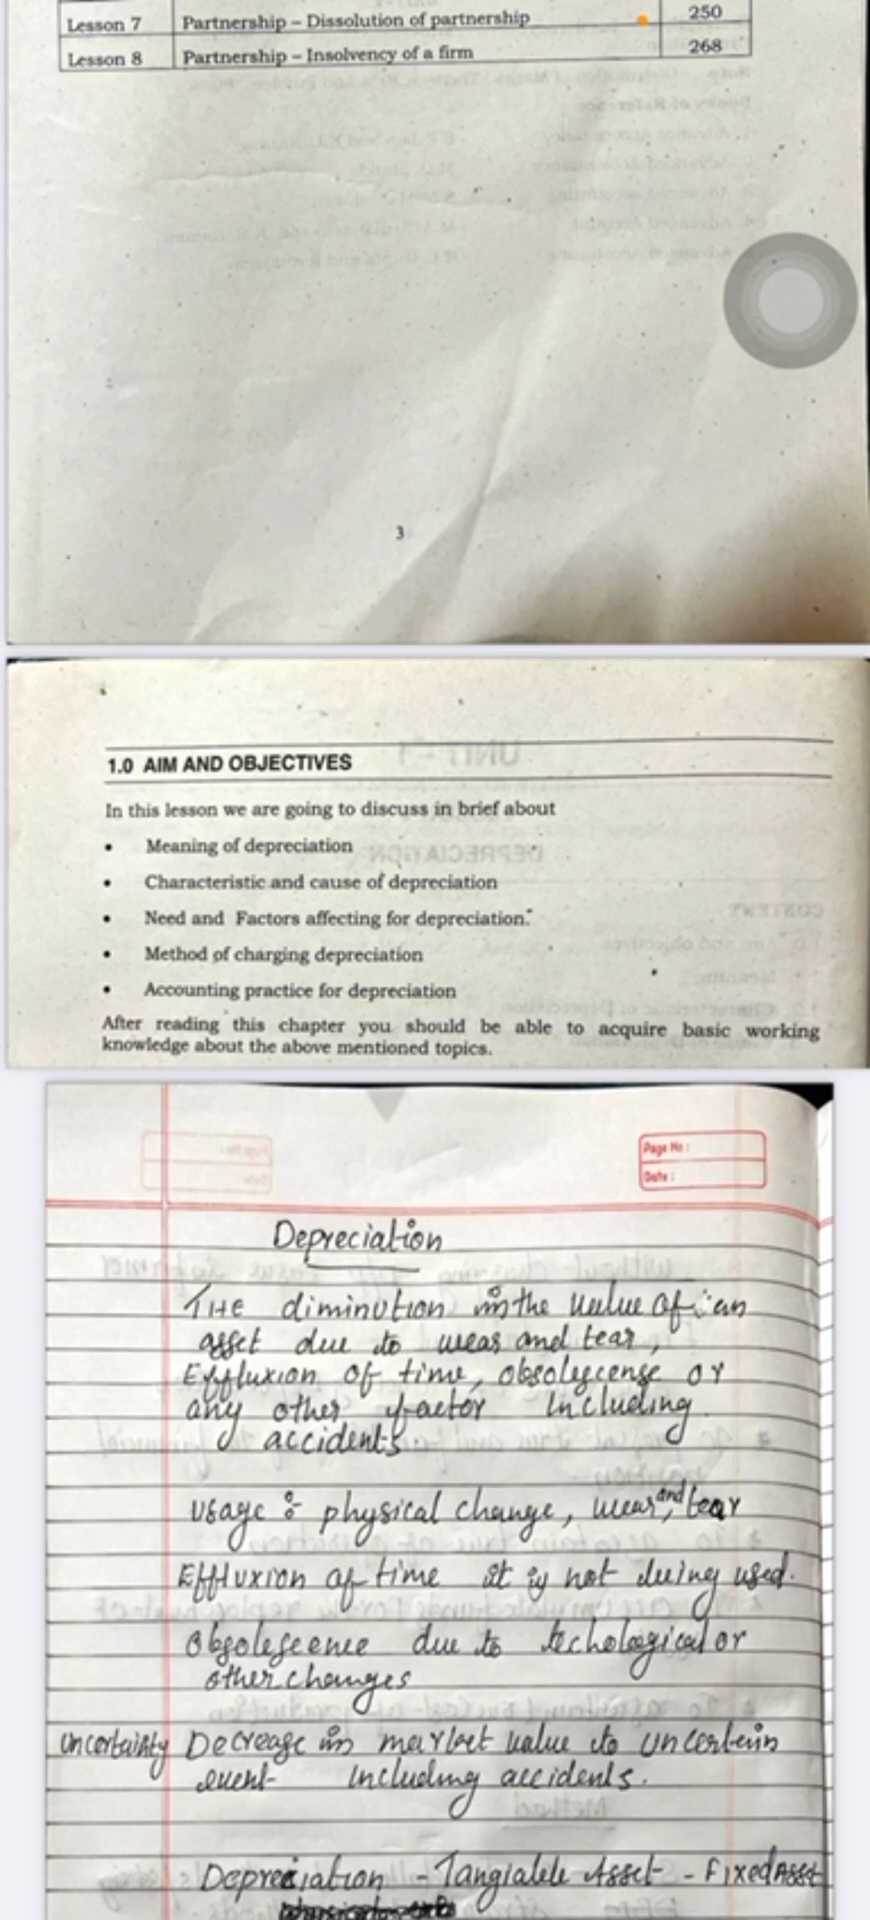 Lesson 7 Partnership – Dissolution of partnership 250
Lesson 8 Partnership – Insolvency of a firm 268
3
1.0 AIM AND OBJECTIVES
In this lesson we are going to discuss in brief about
• Meaning of depreciation
• Characteristic and cause of depreciation
• Need and Factors affecting for depreciation.
• Method of charging depreciation
• Accounting practice for depreciation
After reading this chapter you should be able to acquire basic working
knowledge about the above mentioned topics.
Page No :
Date :
Depreciation
THe diminution in the value of an
asset due to wear and tear,
Effluxion of time, obsolescense or
any other factor including
accidents
Usage : physical change, wear and tear
Effluxion of time it is not being used.
Obsolescence due to techological or
other changes
Uncertainty Decrease in market value to uncertain
event including accidents.
Depreciation - Tangialele Asset - Fixed Asset